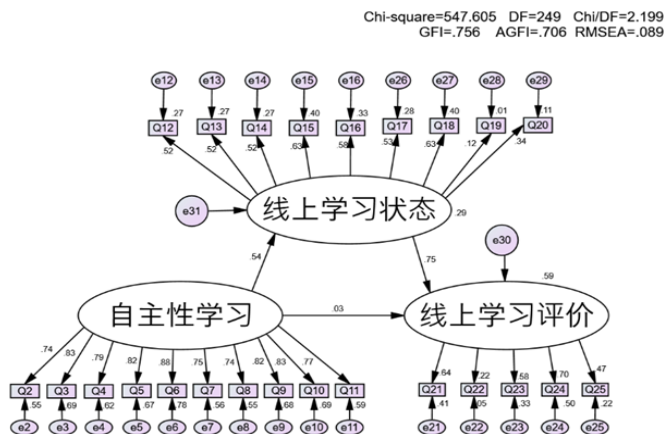 Chi-square=547.605 DF=249 Chi/DF=2.199
GFI=.756 AGFI=.706 RMSEA=.089
e12 e13 e14 e15 e16 e26 e27 e28 e29
.27 .27 .27 .40 .33 .28 .40 .01 .11
Q12 Q13 Q14 Q15 Q16 Q17 Q18 Q19 Q20
.52 .52 .52 .63 .58 .53 .63 .12 .34
e31 线上学习状态 .29
e30
.54 .75 .59
自主性学习 .03 线上学习评价
.74 .83 .79 .82 .88 .75 .74 .82 .83 .77 .64 .22 .58 .70 .47
Q2 Q3 Q4 Q5 Q6 Q7 Q8 Q9 Q10 Q11 Q21 Q22 Q23 Q24 Q25
.55 .69 .62 .67 .78 .56 .55 .68 .69 .59 .41 .05 .33 .50 .22
e2 e3 e4 e5 e6 e7 e8 e9 e10 e11 e21 e22 e23 e24 e25